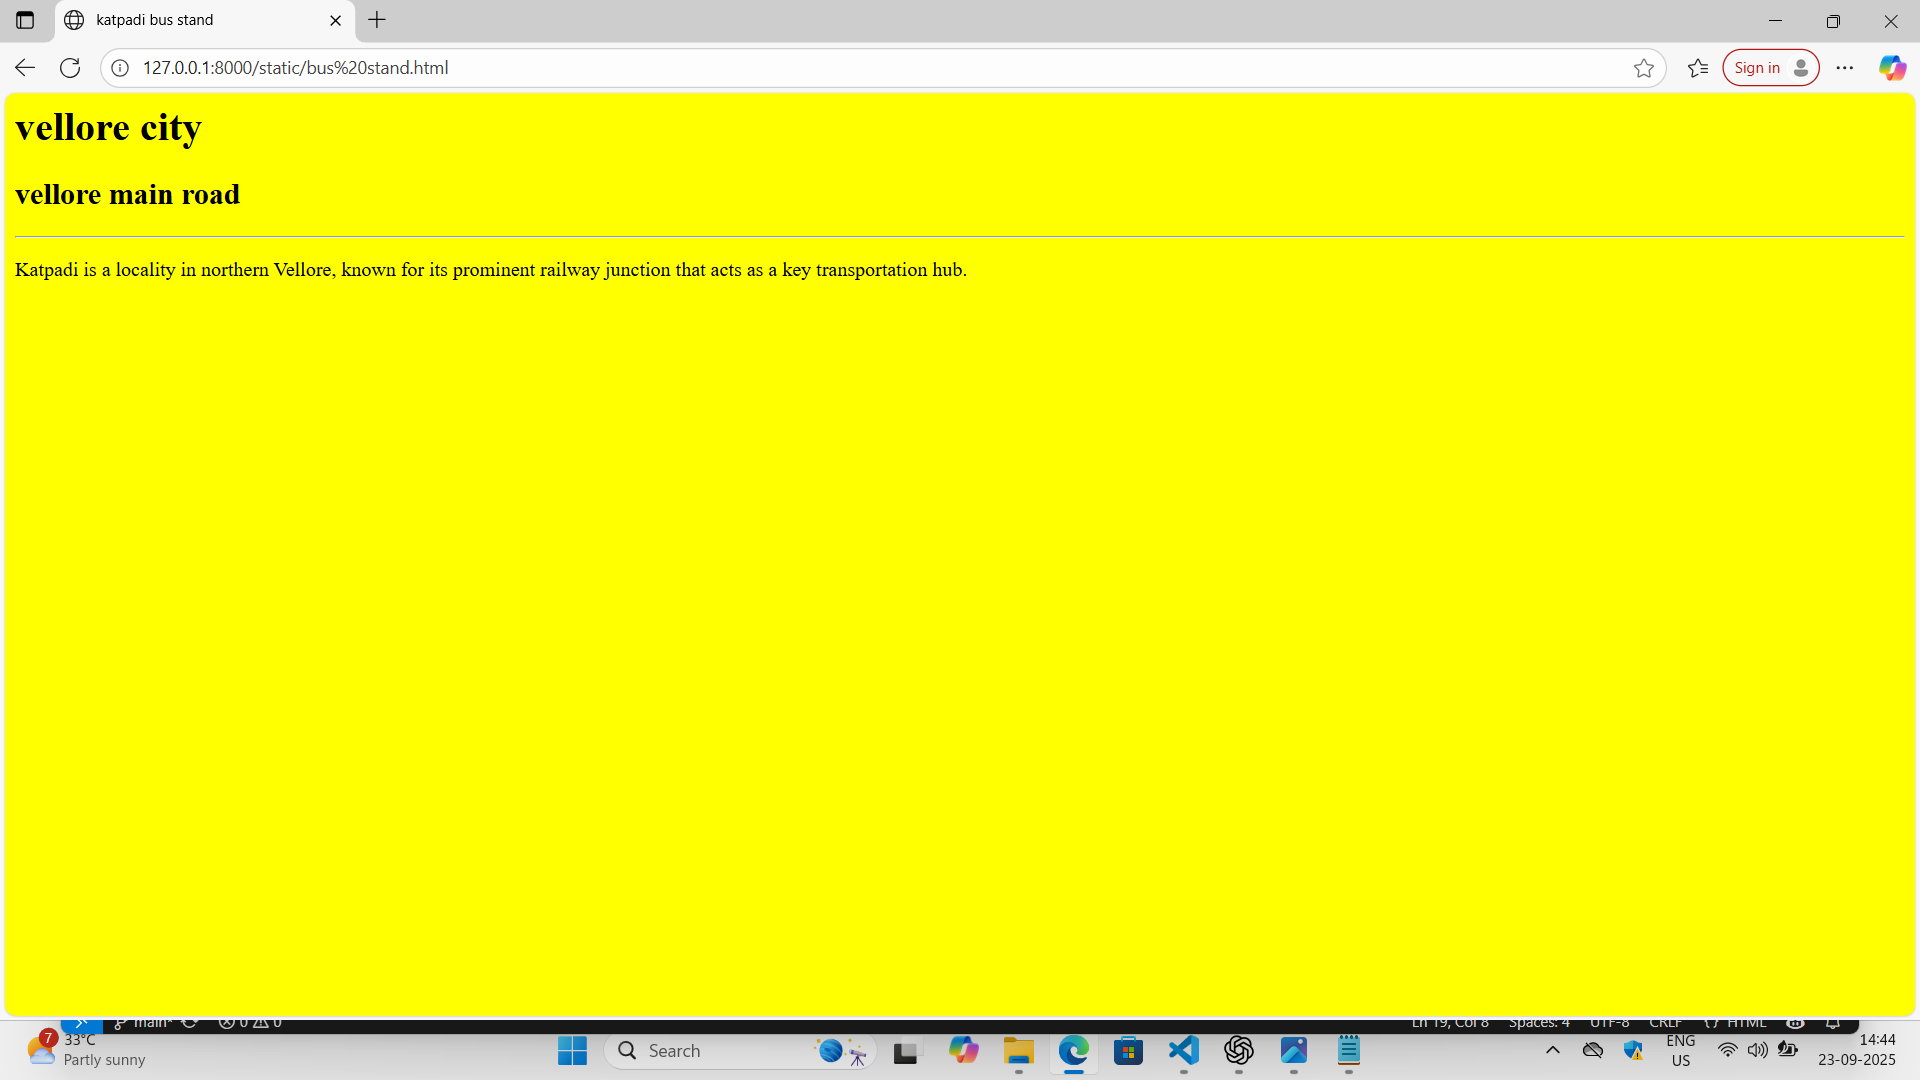 katpadi bus stand
127.0.0.1:8000/static/bus%20stand.html
Sign in
vellore city
vellore main road
Katpadi is a locality in northern Vellore, known for its prominent railway junction that acts as a key transportation hub.
main* 0 0 Ln 19, Col 8 Spaces: 4 UTF-8 CRLF {} HTML
7
33°C
Partly sunny
Search
ENG
US
14:44
23-09-2025